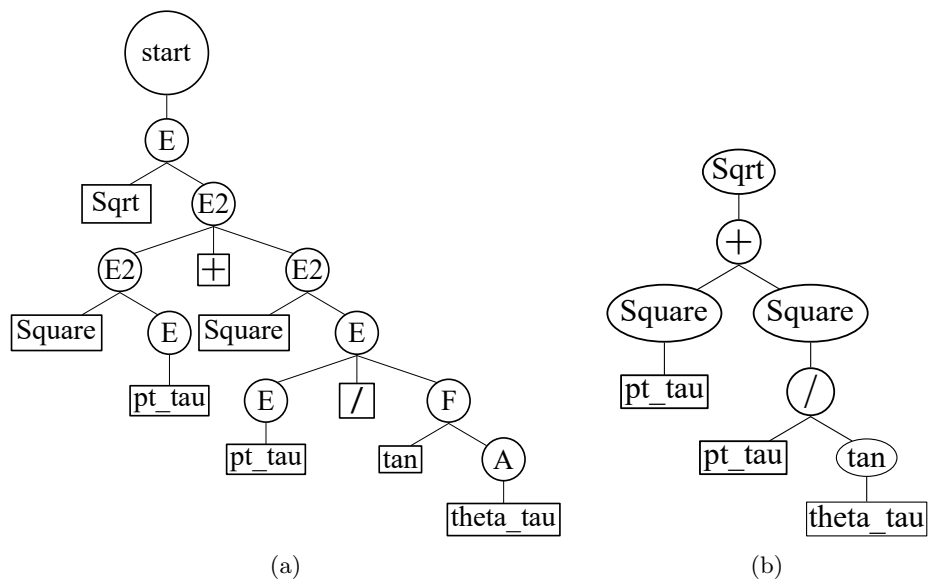 start
E
Sqrt
E2
E2
+
E2
Square
E
Square
E
pt_tau
E
/
F
pt_tau
tan
A
theta_tau
(a)
Sqrt
+
Square
Square
pt_tau
/
pt_tau
tan
theta_tau
(b)